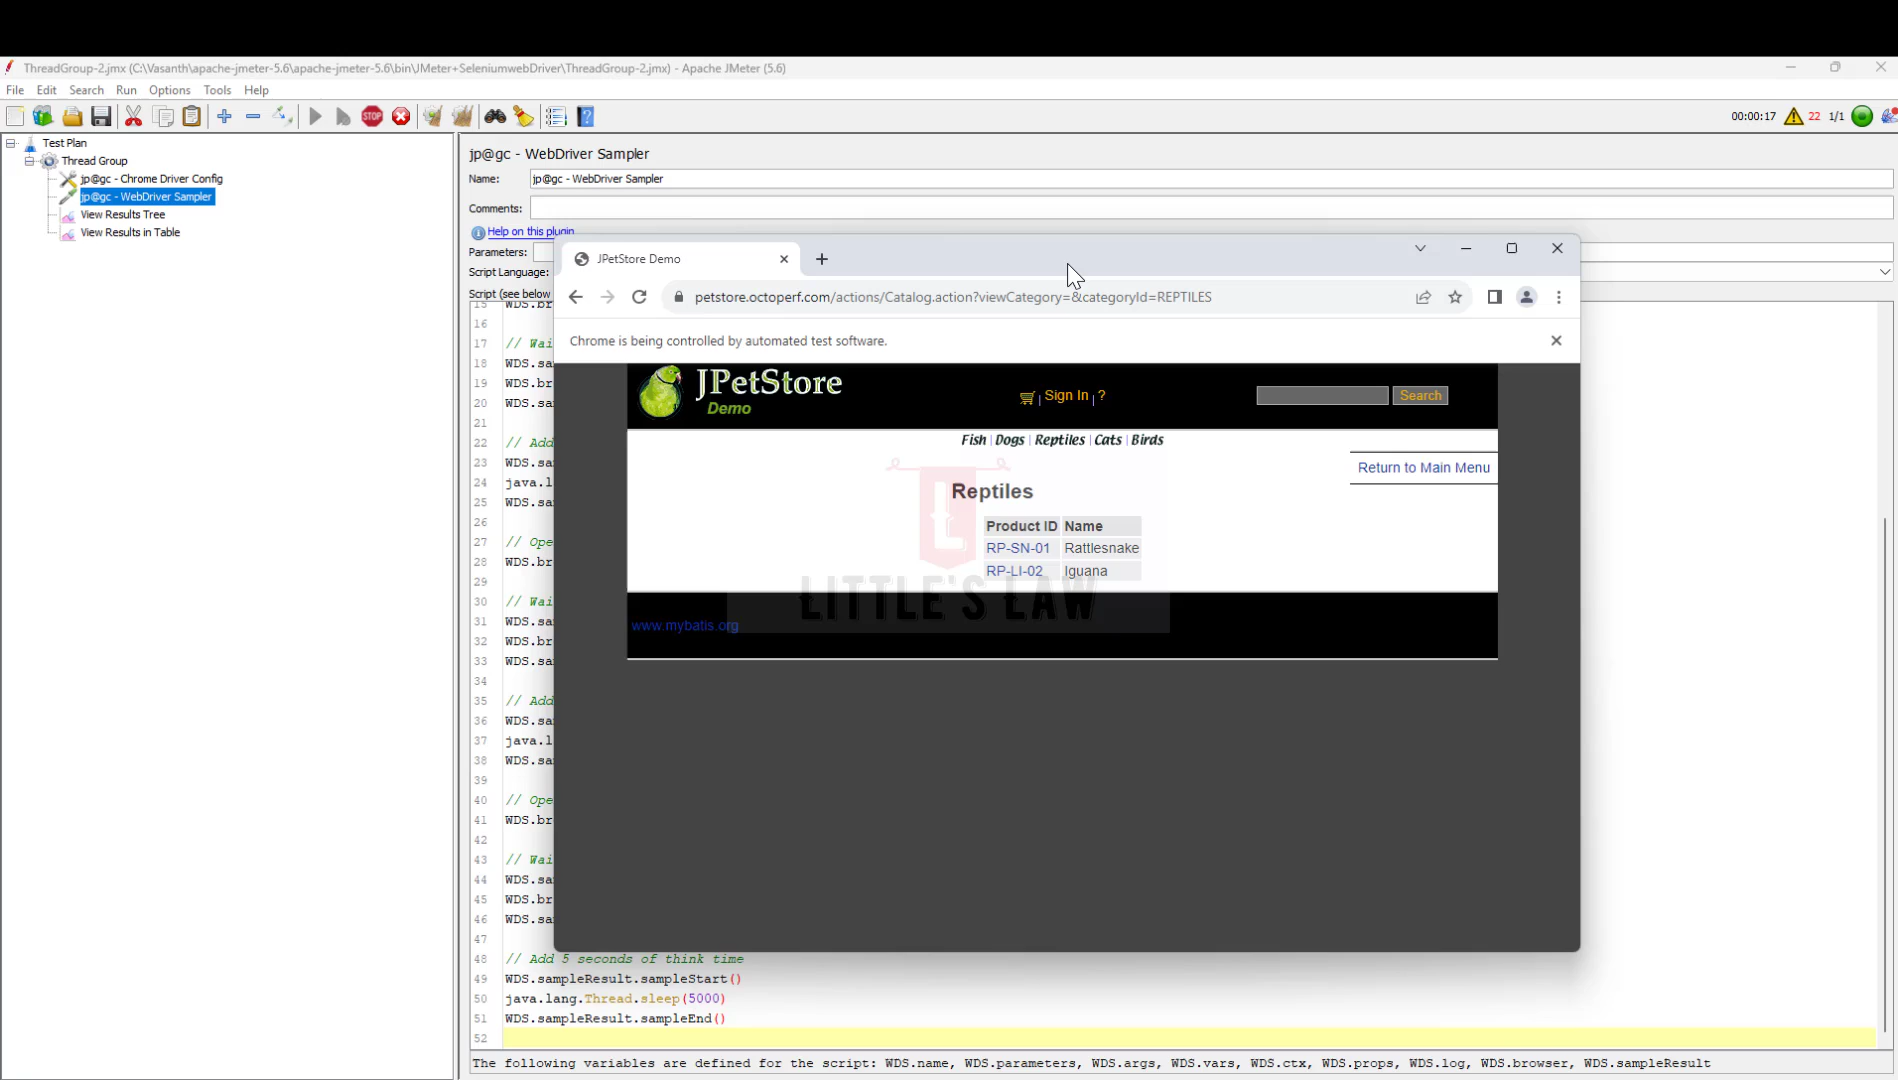 ThreadGroup-2.jmx (C:\Vasanth\apache-jmeter-5.6\apache-jmeter-5.6\bin\JMeter+SeleniumwebDriver\ThreadGroup-2.jmx) - Apache JMeter (5.6)
File Edit Search Run Options Tools Help
STOP
00:00:17 22 1/1
Test Plan
Thread Group
jp@gc - Chrome Driver Config
jp@gc - WebDriver Sampler
View Results Tree
View Results in Table
jp@gc - WebDriver Sampler
Name: jp@gc - WebDriver Sampler
Comments:
Help on this plugin
Parameters:
Script Language:
Script (see below
JPetStore Demo
petstore.octoperf.com/actions/Catalog.action?viewCategory=&categoryId=REPTILES
Chrome is being controlled by automated test software.
JPetStore
Demo
Sign In | ?
Search
Fish | Dogs | Reptiles | Cats | Birds
Return to Main Menu
Reptiles
Product ID Name
RP-SN-01 Rattlesnake
RP-LI-02 Iguana
LITTLE'S LAW
www.mybatis.org
15 WDS.br
16
17 // Wai
18 WDS.sa
19 WDS.br
20 WDS.sa
21
22 // Add
23 WDS.sa
24 java.l
25 WDS.sa
26
27 // Ope
28 WDS.br
29
30 // Wai
31 WDS.sa
32 WDS.br
33 WDS.sa
34
35 // Add
36 WDS.sa
37 java.l
38 WDS.sa
39
40 // Ope
41 WDS.br
42
43 // Wai
44 WDS.sa
45 WDS.br
46 WDS.sa
47
48 // Add 5 seconds of think time
49 WDS.sampleResult.sampleStart()
50 java.lang.Thread.sleep(5000)
51 WDS.sampleResult.sampleEnd()
52
The following variables are defined for the script: WDS.name, WDS.parameters, WDS.args, WDS.vars, WDS.ctx, WDS.props, WDS.log, WDS.browser, WDS.sampleResult